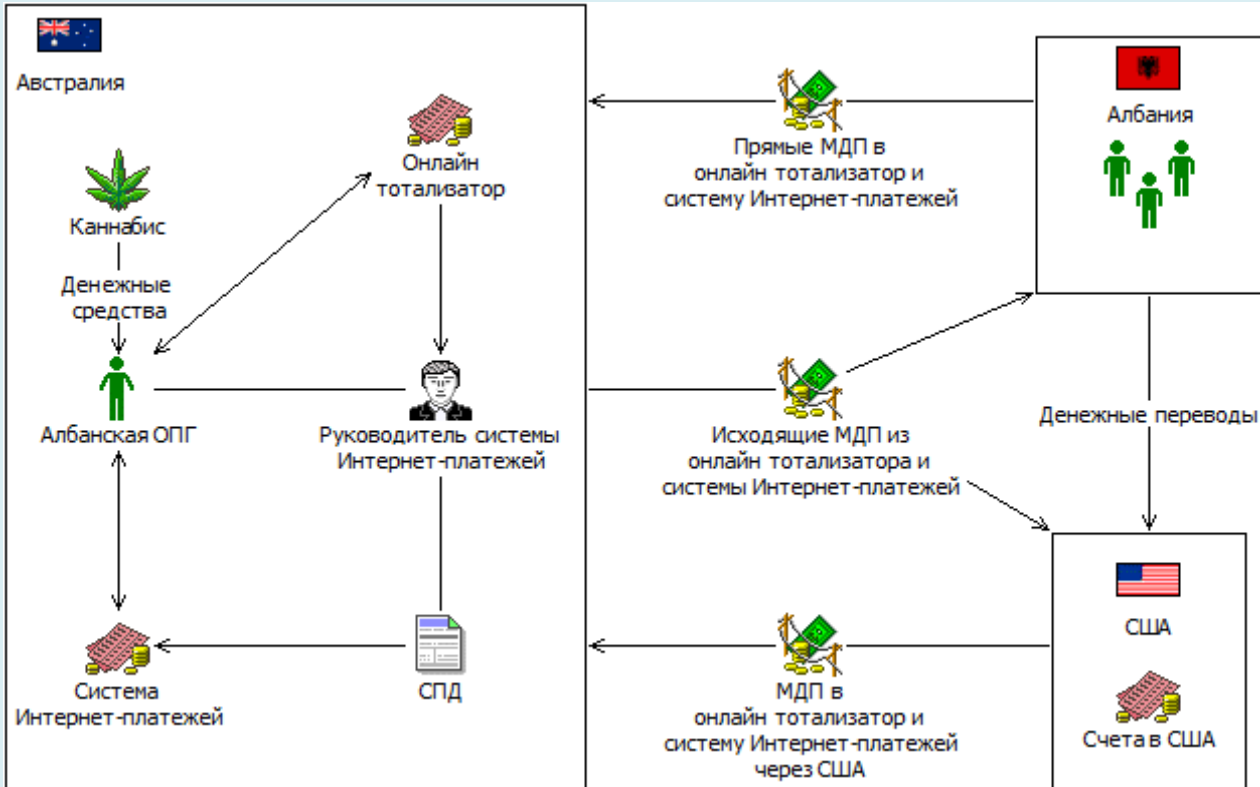 Австралия
Онлайн
тотализатор
Каннабис
Денежные
средства
Албанская ОПГ
Руководитель системы
Интернет-платежей
Система
Интернет-платежей
СПД
Прямые МДП в
онлайн тотализатор и
систему Интернет-платежей
Исходящие МДП из
онлайн тотализатора и
системы Интернет-платежей
МДП в
онлайн тотализатор и
систему Интернет-платежей
через США
Албания
Денежные переводы
США
Счета в США